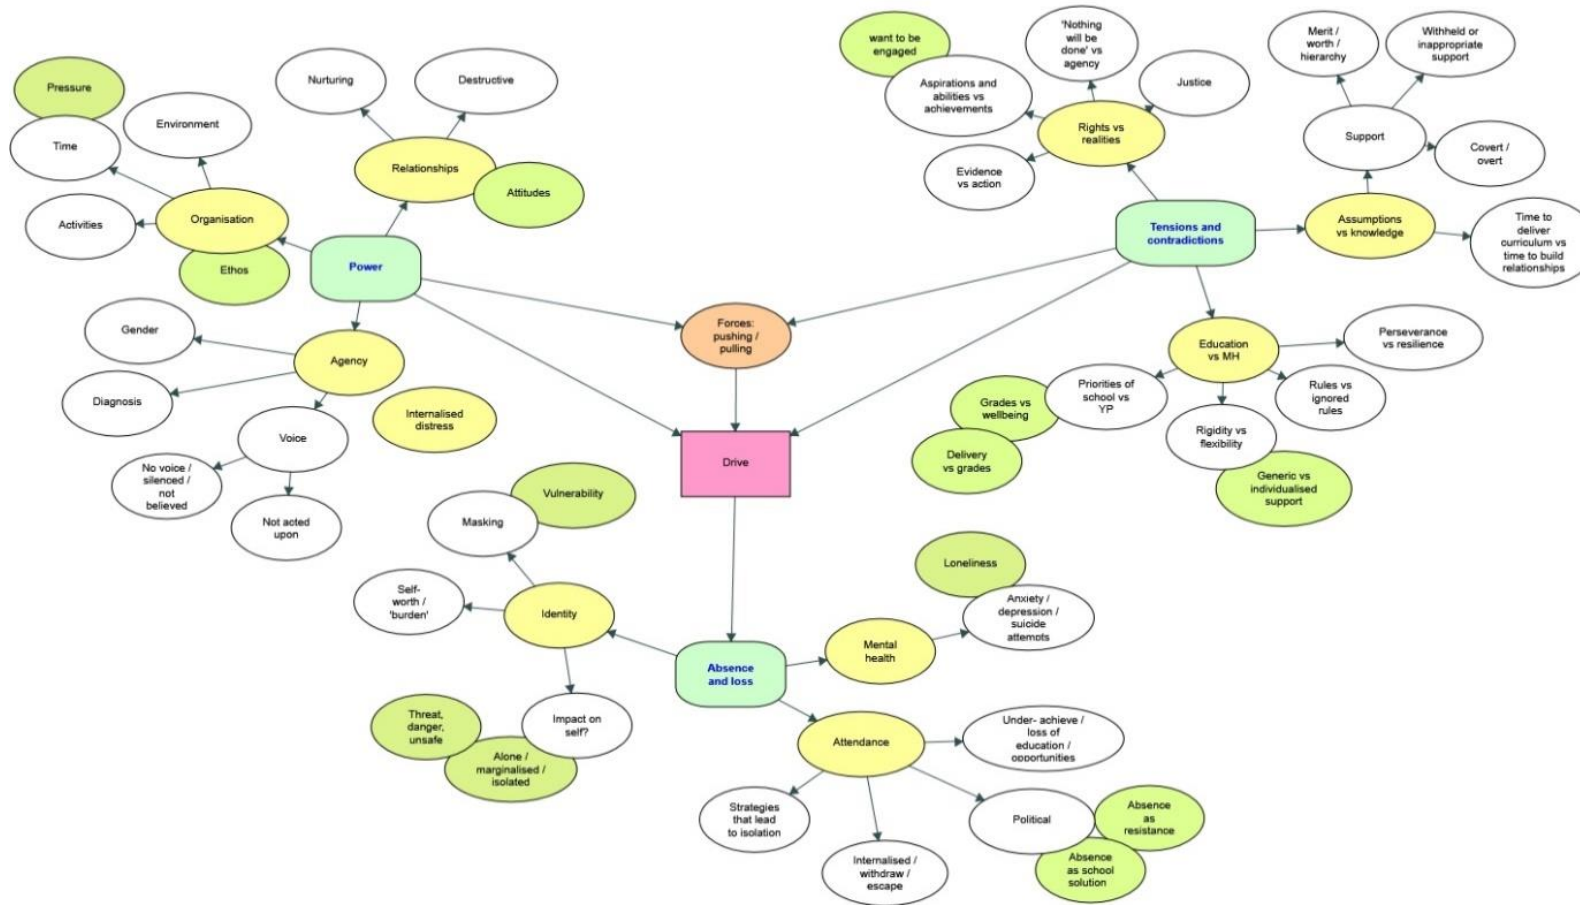 Pressure
Time
Environment
Activities
Organisation
Ethos
Nurturing
Destructive
Relationships
Attitudes
Power
Gender
Agency
Diagnosis
Voice
Internalised
distress
No voice /
silenced /
not
believed
Not acted
upon
want to be
engaged
Aspirations and
abilities vs
achievements
'Nothing
will be
done' vs
agency
Justice
Rights vs
realities
Evidence
vs action
Merit /
worth /
hierarchy
Withheld or
inappropriate
support
Support
Covert /
overt
Tensions and
contradictions
Assumptions
vs knowledge
Time to
deliver
curriculum vs
time to build
relationships
Forces:
pushing /
pulling
Education
vs MH
Perseverance
vs resilience
Priorities of
school vs
YP
Rules vs
ignored
rules
Grades vs
wellbeing
Delivery
vs grades
Rigidity vs
flexibility
Generic vs
individualised
support
Drive
Vulnerability
Masking
Self-
worth /
'burden'
Identity
Impact on
self?
Threat,
danger,
unsafe
Alone /
marginalised /
isolated
Absence
and loss
Loneliness
Anxiety /
depression /
suicide
attempts
Mental
health
Attendance
Under- achieve /
loss of
education /
opportunities
Strategies
that lead
to isolation
Internalised /
withdraw /
escape
Political
Absence
as
resistance
Absence
as school
solution